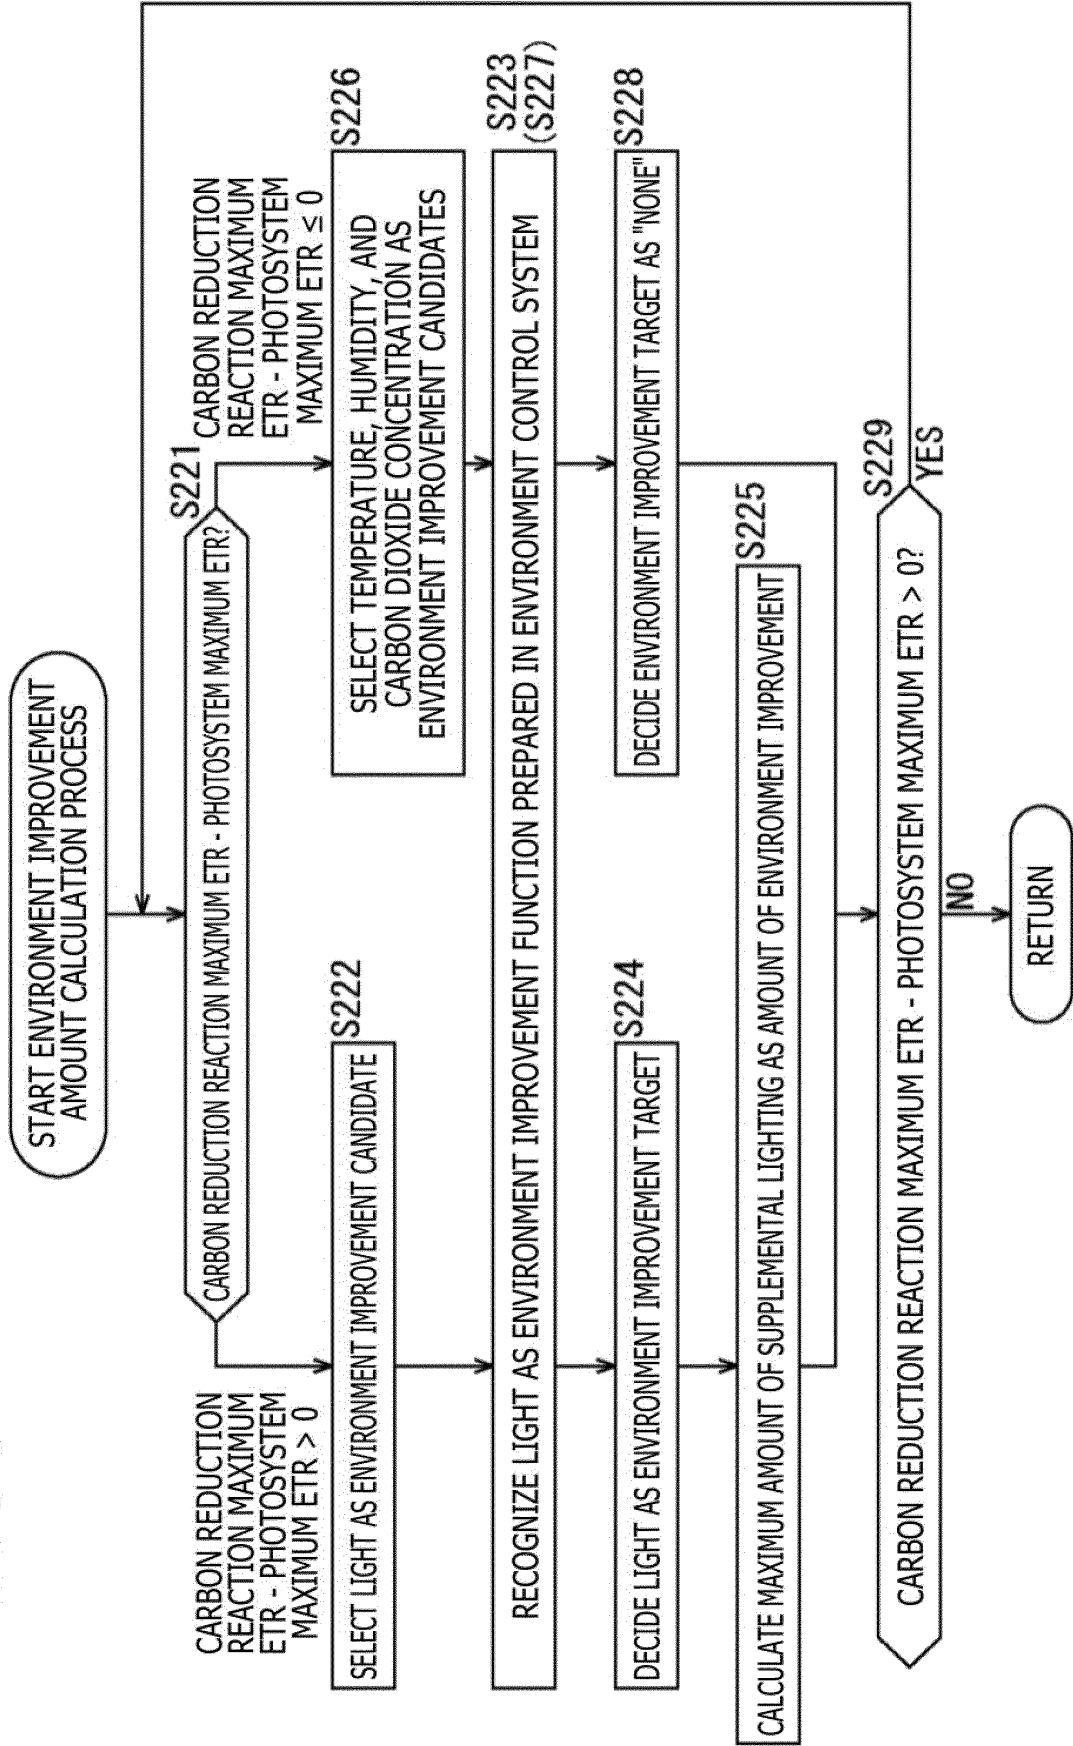 START ENVIRONMENT IMPROVEMENT
AMOUNT CALCULATION PROCESS
S221
CARBON REDUCTION REACTION MAXIMUM ETR - PHOTOSYSTEM MAXIMUM ETR?
CARBON REDUCTION
REACTION MAXIMUM
ETR - PHOTOSYSTEM
MAXIMUM ETR > 0
CARBON REDUCTION
REACTION MAXIMUM
ETR - PHOTOSYSTEM
MAXIMUM ETR ≤ 0
S222
SELECT LIGHT AS ENVIRONMENT IMPROVEMENT CANDIDATE
S226
SELECT TEMPERATURE, HUMIDITY, AND
CARBON DIOXIDE CONCENTRATION AS
ENVIRONMENT IMPROVEMENT CANDIDATES
S223
(S227)
RECOGNIZE LIGHT AS ENVIRONMENT IMPROVEMENT FUNCTION PREPARED IN ENVIRONMENT CONTROL SYSTEM
S224
DECIDE LIGHT AS ENVIRONMENT IMPROVEMENT TARGET
S228
DECIDE ENVIRONMENT IMPROVEMENT TARGET AS "NONE"
S225
CALCULATE MAXIMUM AMOUNT OF SUPPLEMENTAL LIGHTING AS AMOUNT OF ENVIRONMENT IMPROVEMENT
S229
CARBON REDUCTION REACTION MAXIMUM ETR - PHOTOSYSTEM MAXIMUM ETR > 0?
YES
NO
RETURN